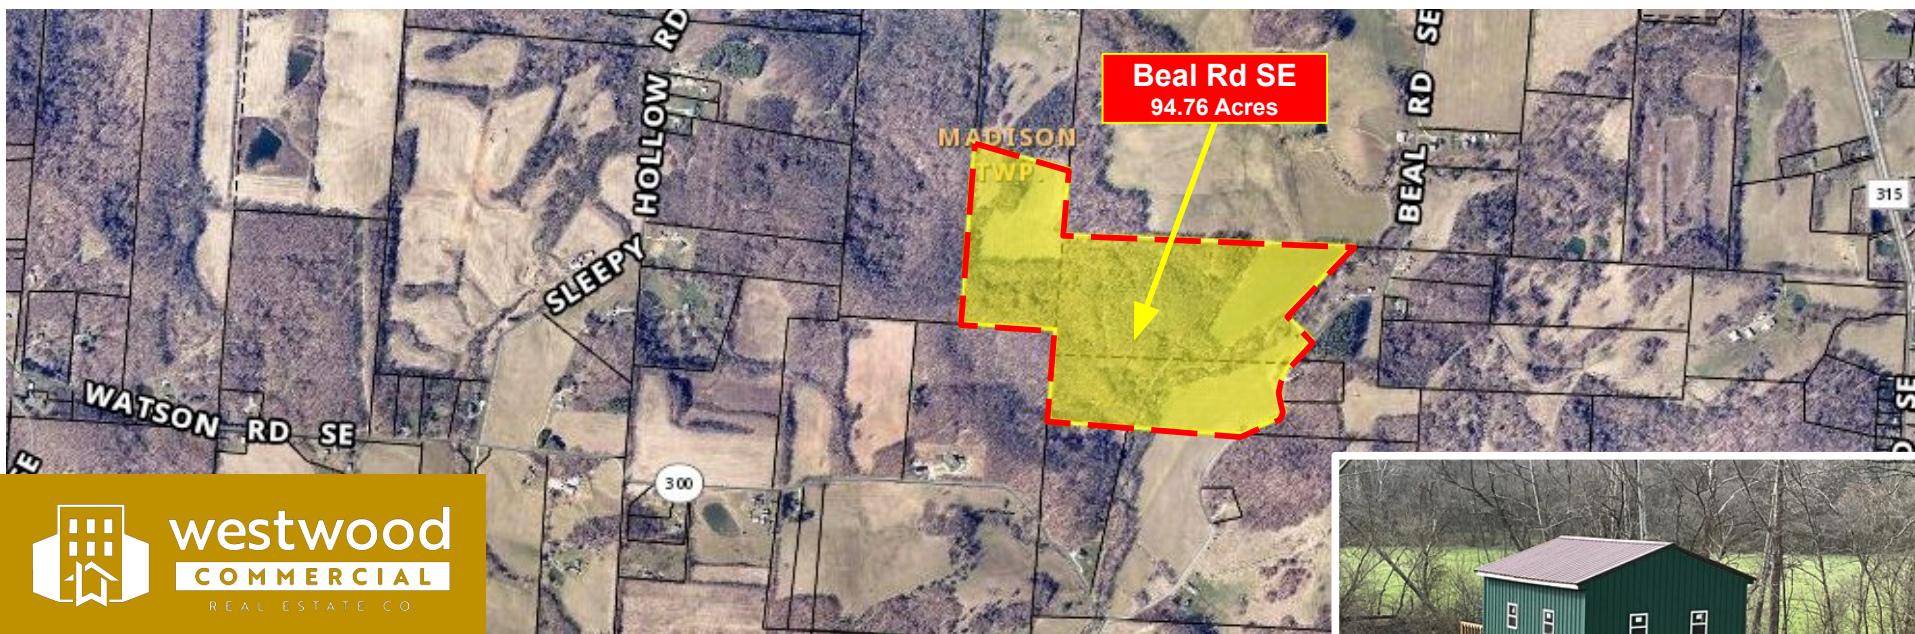 Beal Rd SE
94.76 Acres
MADISON
TWP
BEAL RD SE
315
HOLLOW RD
SLEEPY
WATSON RD SE
300
SE
westwood
COMMERCIAL
REAL ESTATE CO